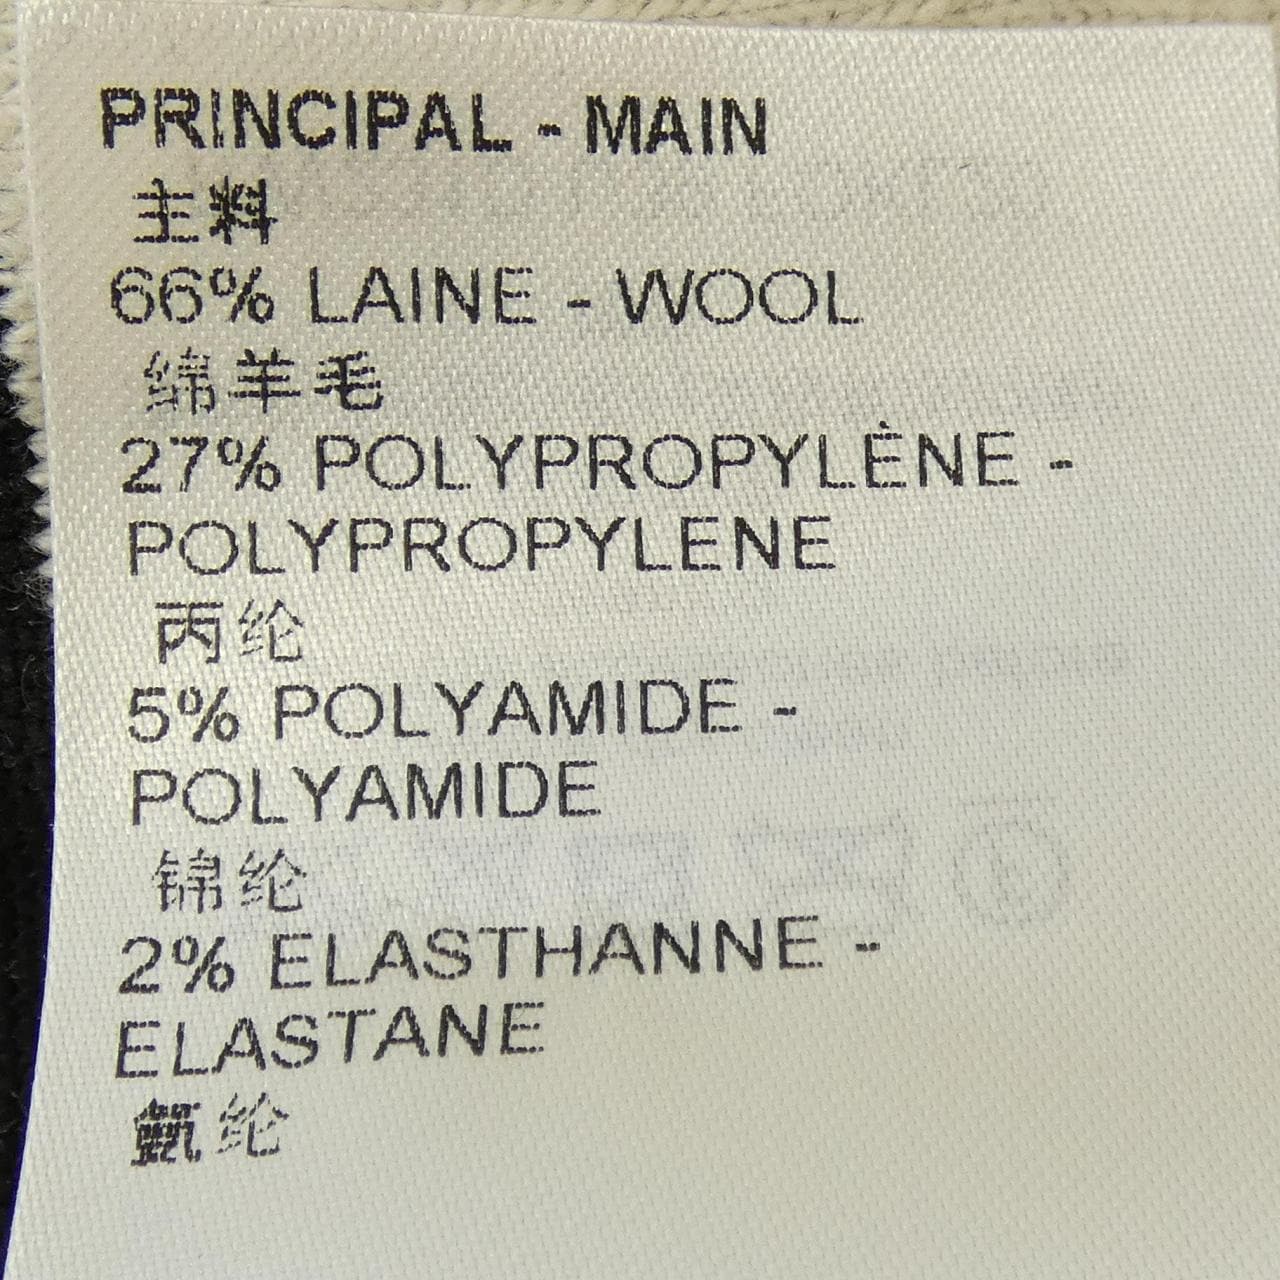 PRINCIPAL - MAIN
主料
66% LAINE - WOOL
绵羊毛
27% POLYPROPYLÈNE -
POLYPROPYLENE
丙纶
5% POLYAMIDE -
POLYAMIDE
锦纶
2% ELASTHANNE -
ELASTANE
氨纶